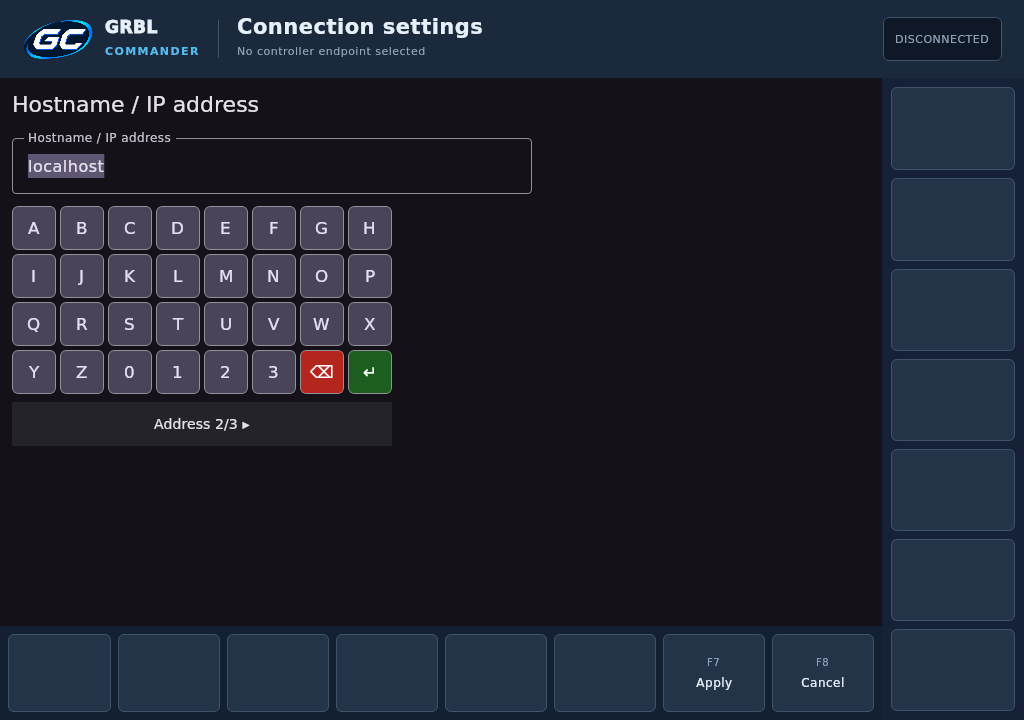 GC
GRBL
COMMANDER
Connection settings
No controller endpoint selected
DISCONNECTED
Hostname / IP address
Hostname / IP address
localhost
A B C D E F G H
I J K L M N O P
Q R S T U V W X
Y Z 0 1 2 3 ⌫ ↵
Address 2/3 ▸
F7
Apply
F8
Cancel